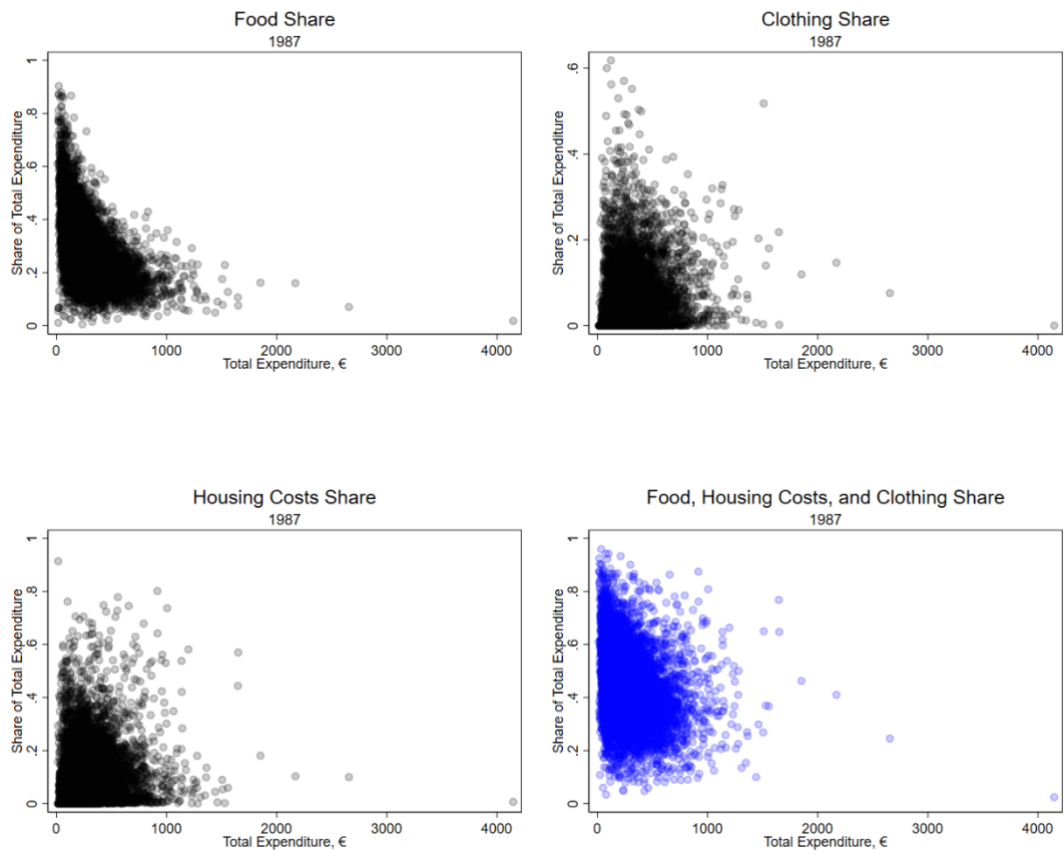 Food Share
1987
Share of Total Expenditure
1
.8
.6
.4
.2
0
0 1000 2000 3000 4000
Total Expenditure, €
Clothing Share
1987
Share of Total Expenditure
.6
.4
.2
0
0 1000 2000 3000 4000
Total Expenditure, €
Housing Costs Share
1987
Share of Total Expenditure
1
.8
.6
.4
.2
0
0 1000 2000 3000 4000
Total Expenditure, €
Food, Housing Costs, and Clothing Share
1987
Share of Total Expenditure
1
.8
.6
.4
.2
0
0 1000 2000 3000 4000
Total Expenditure, €